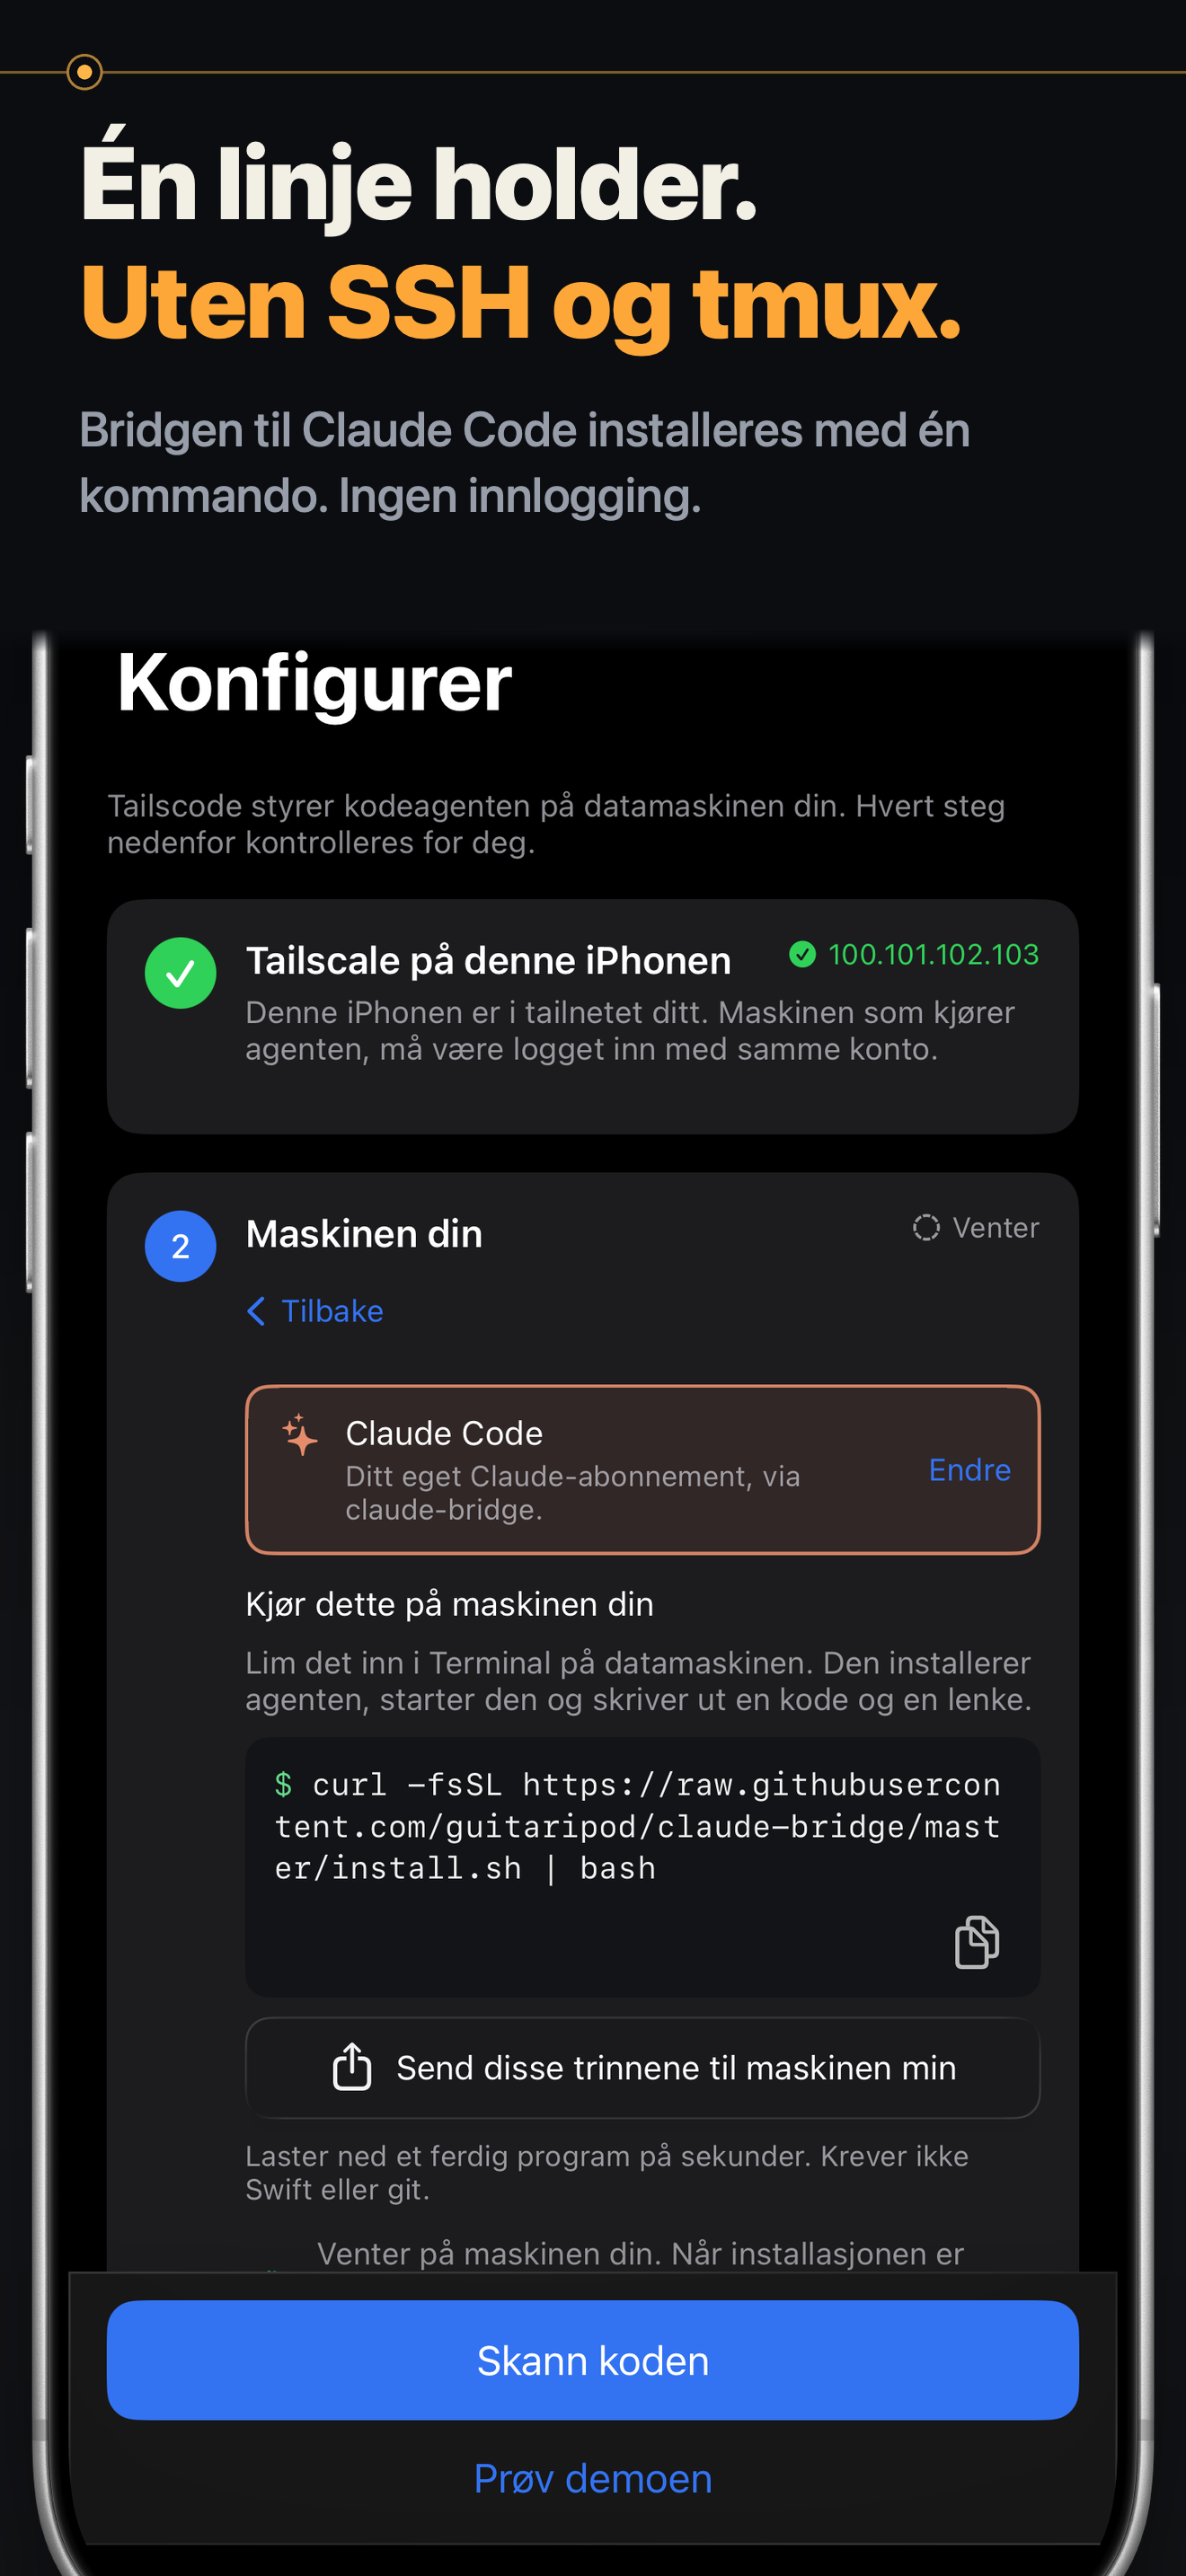 Én linje holder.
Uten SSH og tmux.
Bridgen til Claude Code installeres med én
kommando. Ingen innlogging.
Konfigurer
Tailscode styrer kodeagenten på datamaskinen din. Hvert steg
nedenfor kontrolleres for deg.
Tailscale på denne iPhonen
100.101.102.103
Denne iPhonen er i tailnetet ditt. Maskinen som kjører
agenten, må være logget inn med samme konto.
2
Maskinen din
Venter
Tilbake
Claude Code
Ditt eget Claude-abonnement, via
claude-bridge.
Endre
Kjør dette på maskinen din
Lim det inn i Terminal på datamaskinen. Den installerer
agenten, starter den og skriver ut en kode og en lenke.
$ curl -fsSL https://raw.githubusercon
tent.com/guitaripod/claude-bridge/mast
er/install.sh | bash
Send disse trinnene til maskinen min
Laster ned et ferdig program på sekunder. Krever ikke
Swift eller git.
Venter på maskinen din. Når installasjonen er
Skann koden
Prøv demoen